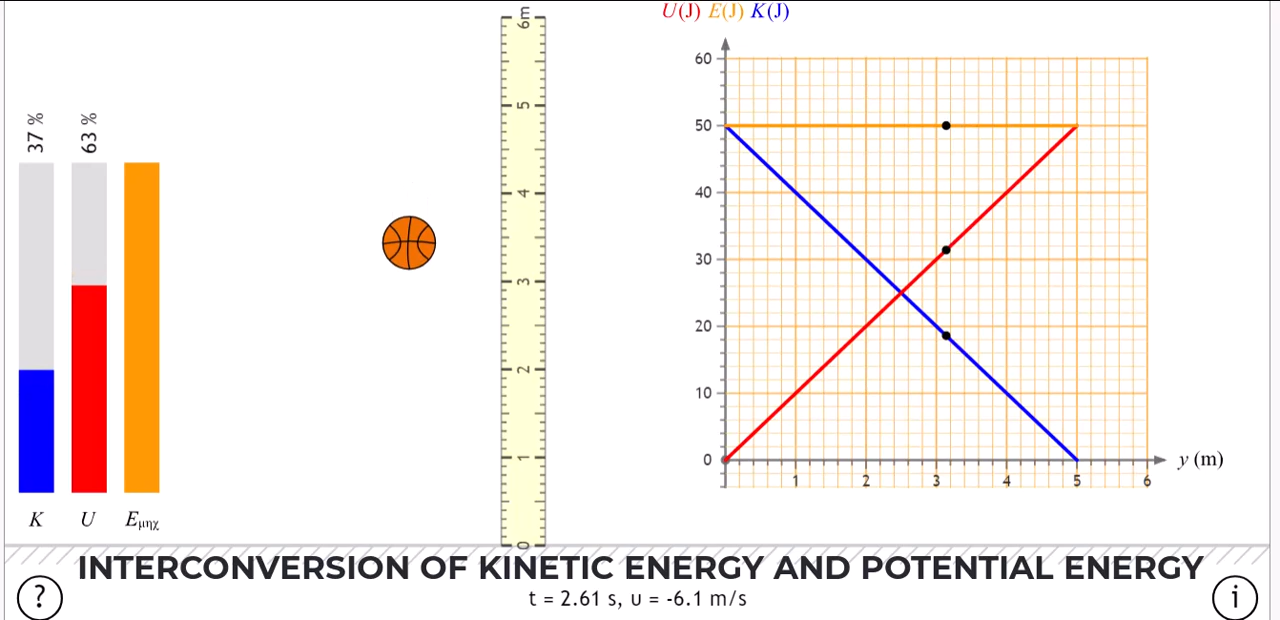 U(J) E(J) K(J)
37 %
63 %
K U Eμηχ
6m
5
4
3
2
1
0
60
50
40
30
20
10
0
1 2 3 4 5 6
y (m)
INTERCONVERSION OF KINETIC ENERGY AND POTENTIAL ENERGY
t = 2.61 s, υ = -6.1 m/s
?
i